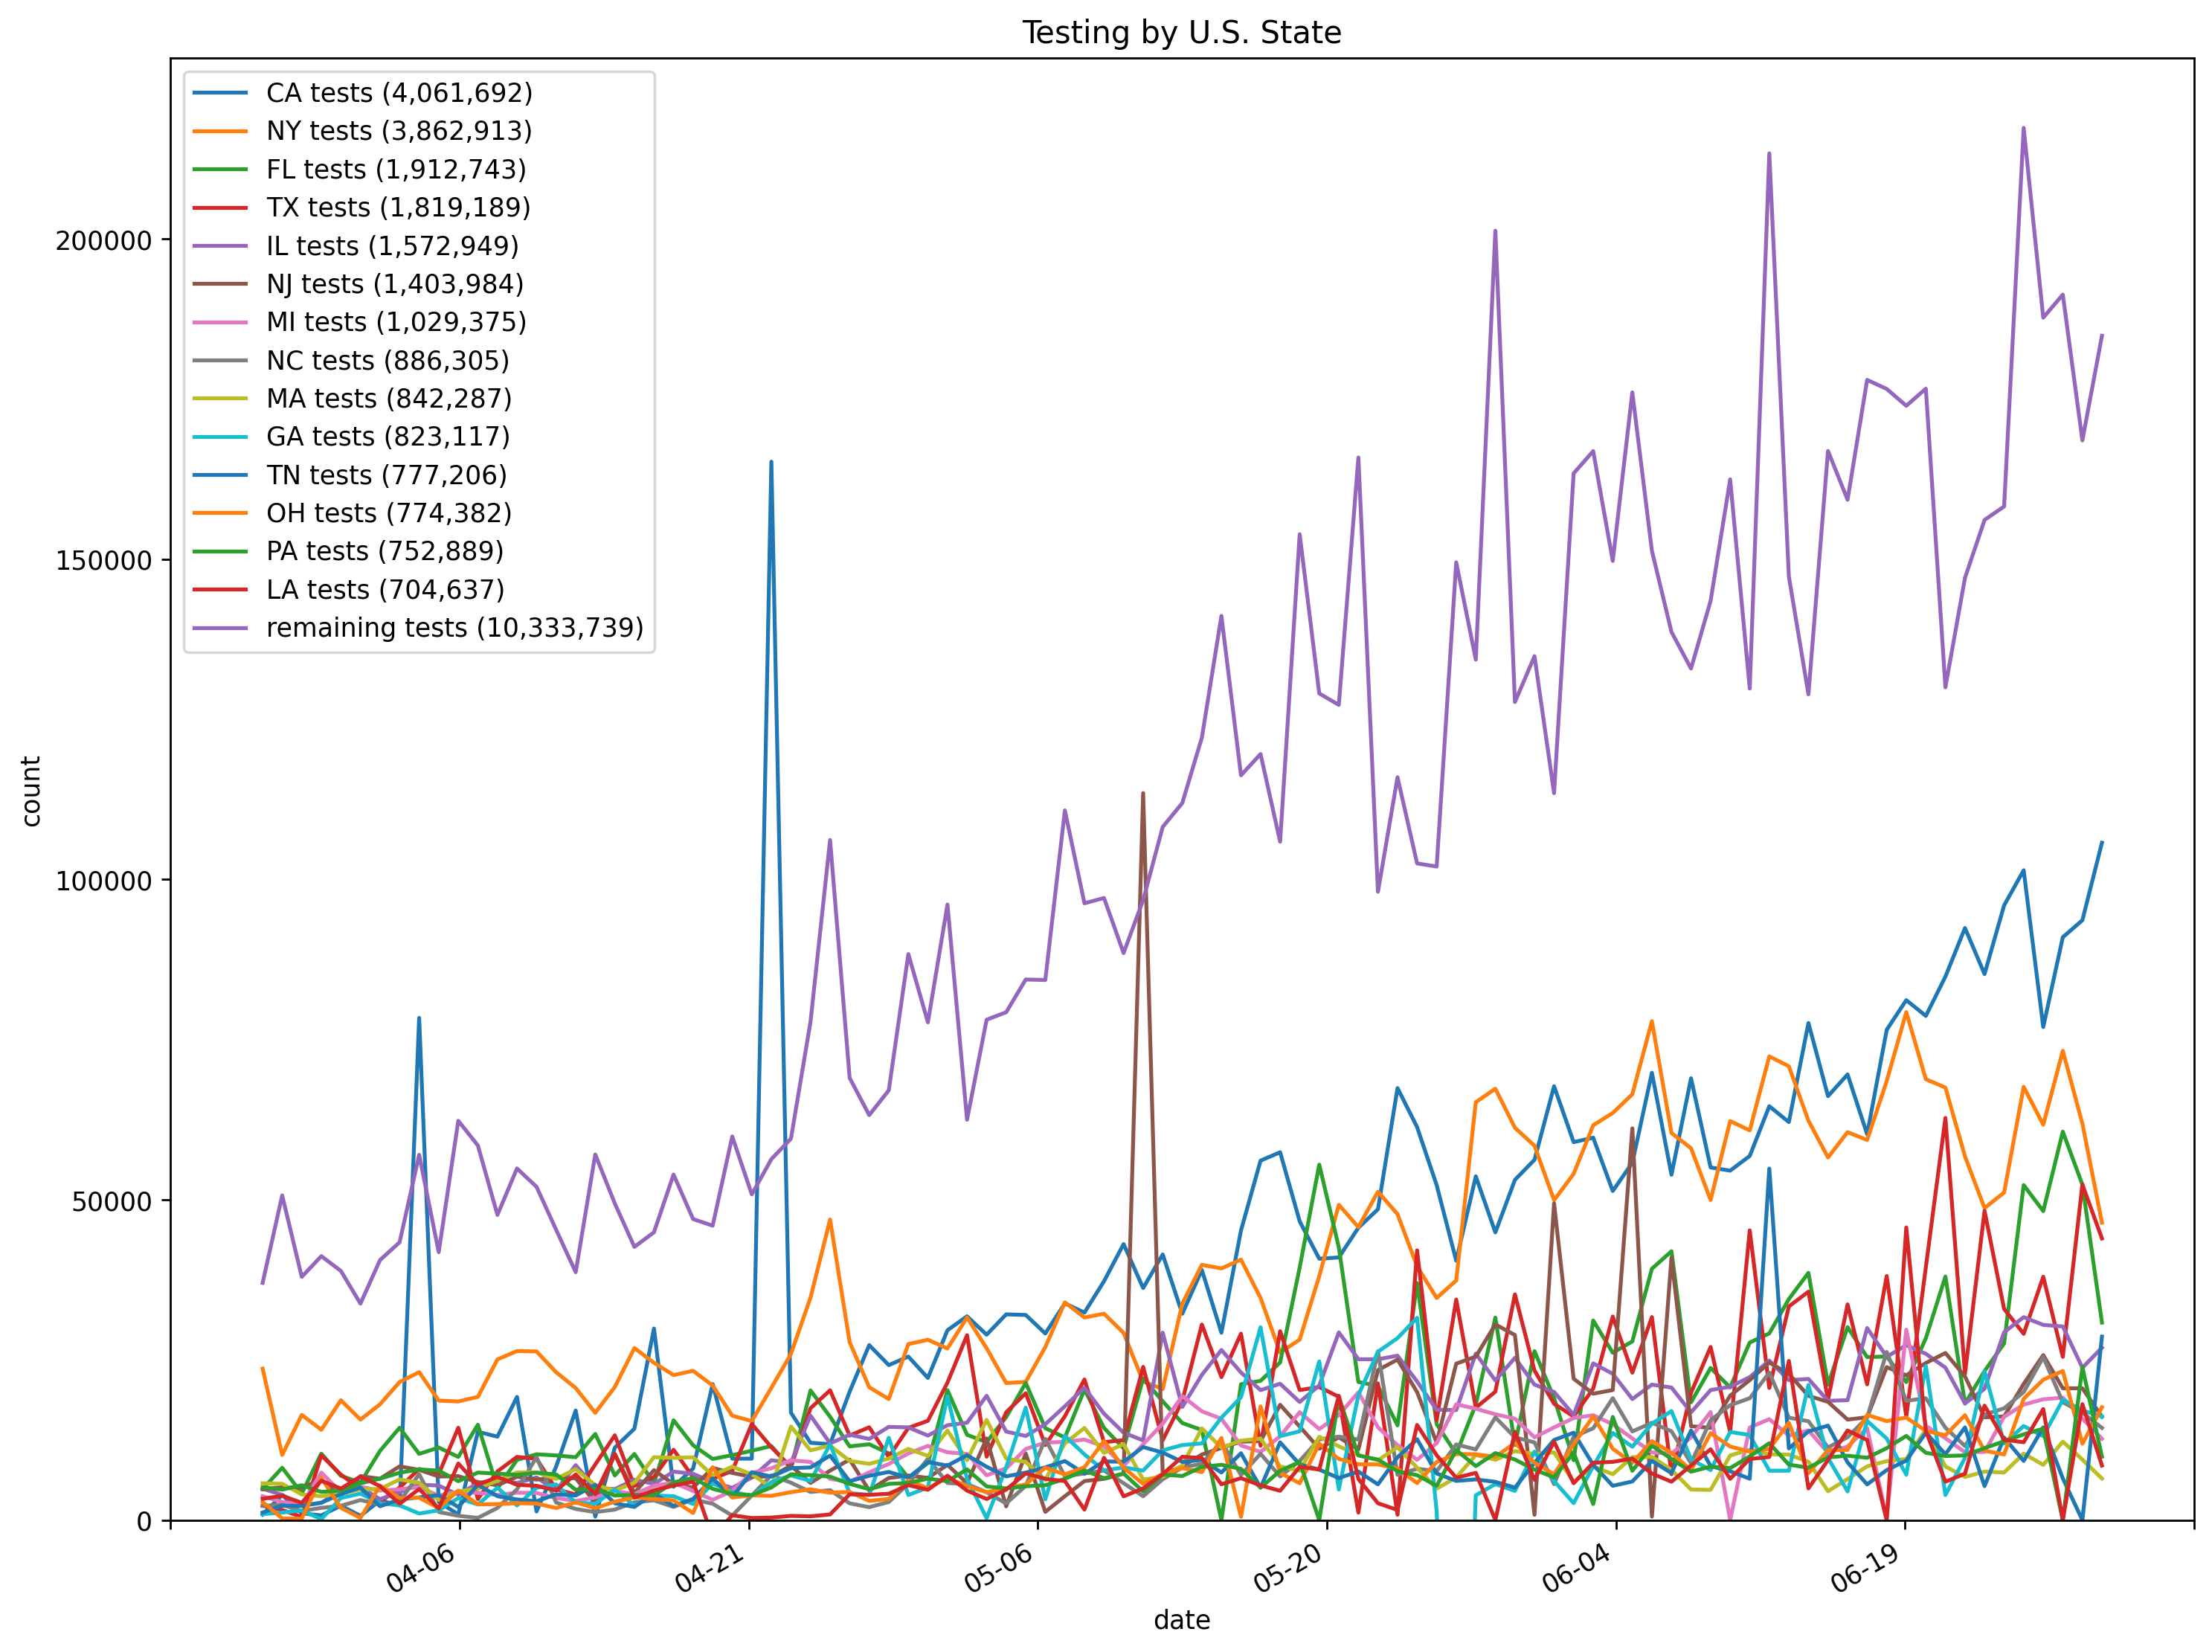 Testing by U.S. State
CA tests (4,061,692)
NY tests (3,862,913)
FL tests (1,912,743)
TX tests (1,819,189)
IL tests (1,572,949)
NJ tests (1,403,984)
MI tests (1,029,375)
NC tests (886,305)
MA tests (842,287)
GA tests (823,117)
TN tests (777,206)
OH tests (774,382)
PA tests (752,889)
LA tests (704,637)
remaining tests (10,333,739)
200000
150000
100000
50000
0
count
04-06
04-21
05-06
05-20
06-04
06-19
date